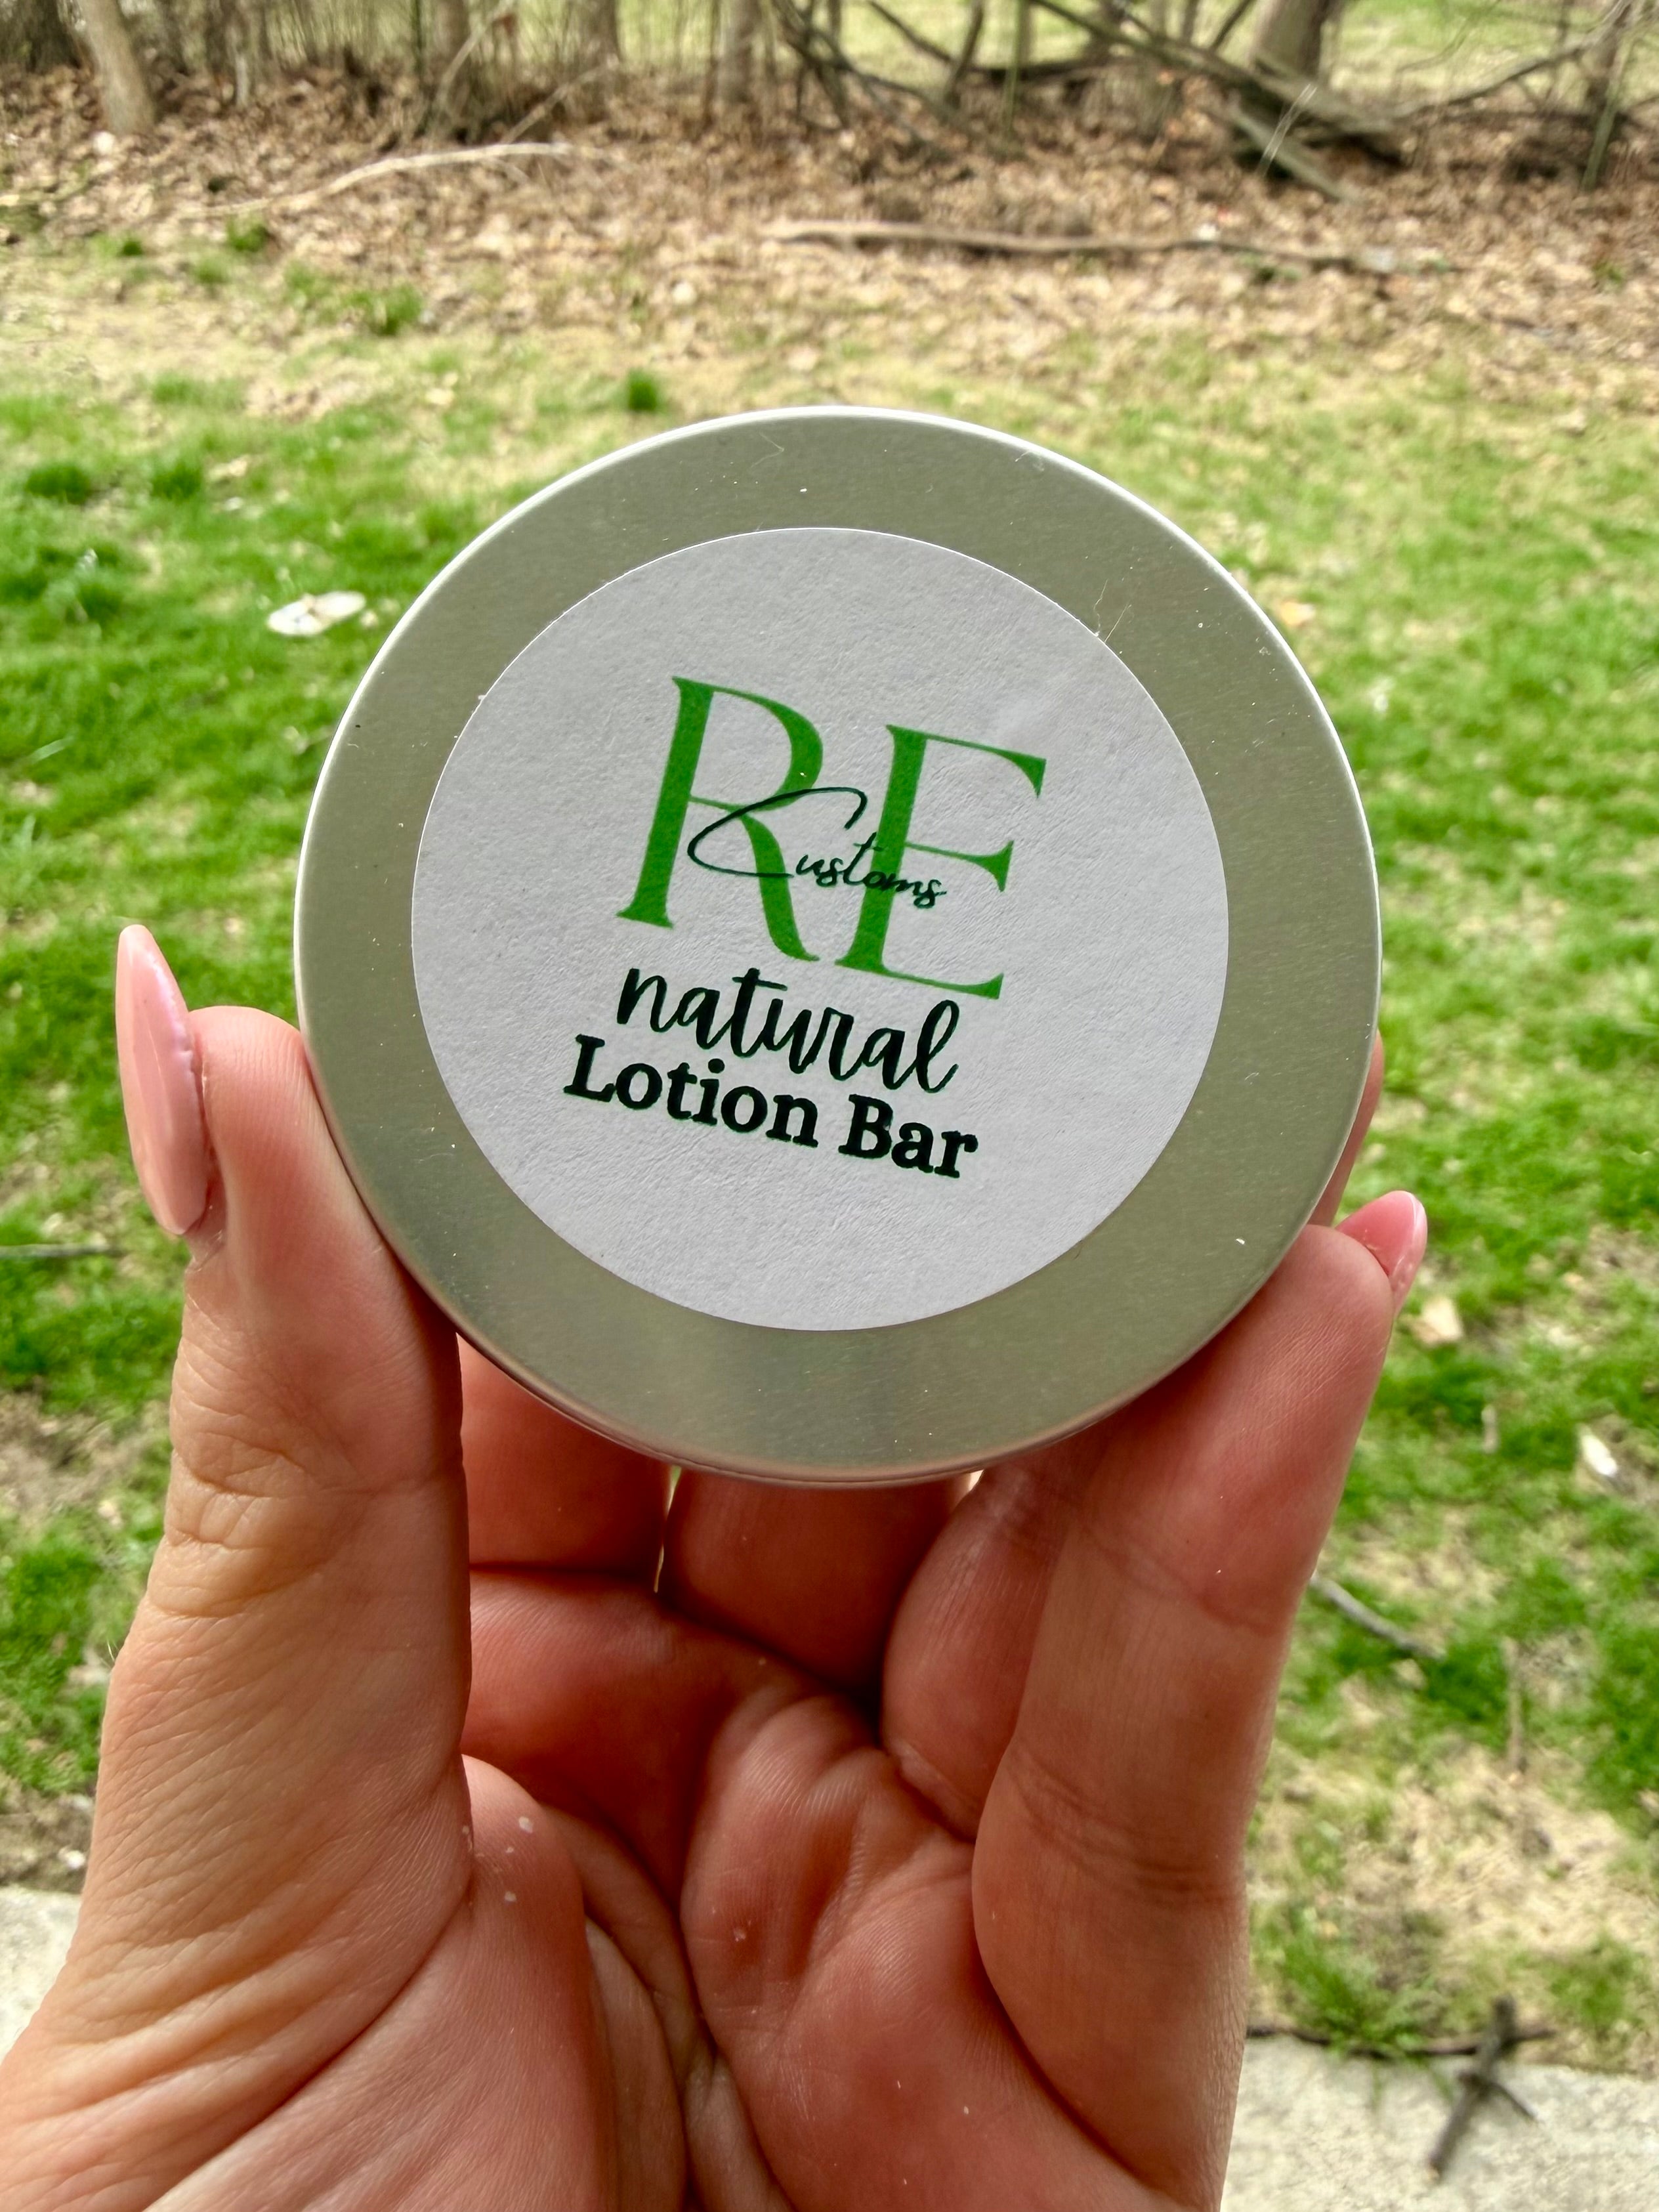 RE
Customs
natural
Lotion Bar